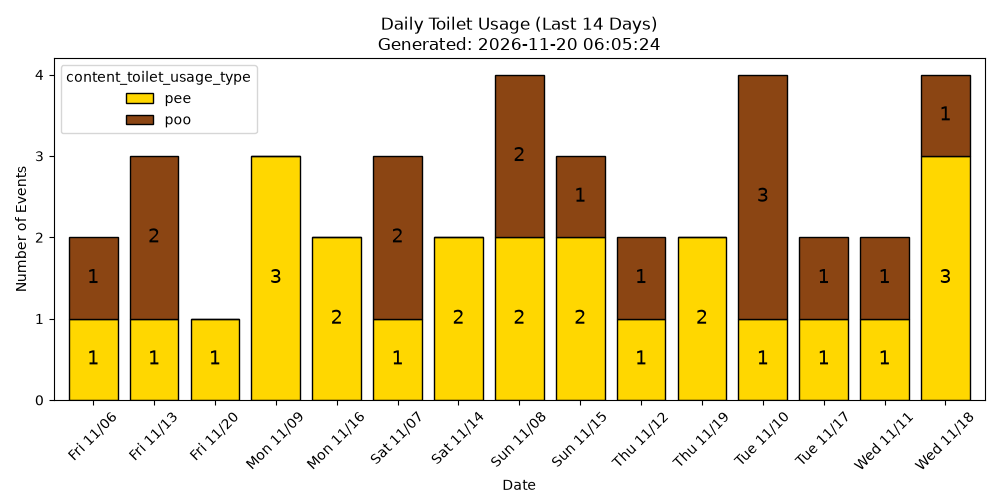 Daily Toilet Usage (Last 14 Days)
Generated: 2026-11-20 06:05:24
content_toilet_usage_type
pee
poo
Number of Events
4
3
2
1
0
1 2 2 2 1 3 1 1 1 1
1 1 1 3 2 1 2 2 2 1 2 1 1 1 3
Fri 11/06
Fri 11/13
Fri 11/20
Mon 11/09
Mon 11/16
Sat 11/07
Sat 11/14
Sun 11/08
Sun 11/15
Thu 11/12
Thu 11/19
Tue 11/10
Tue 11/17
Wed 11/11
Wed 11/18
Date